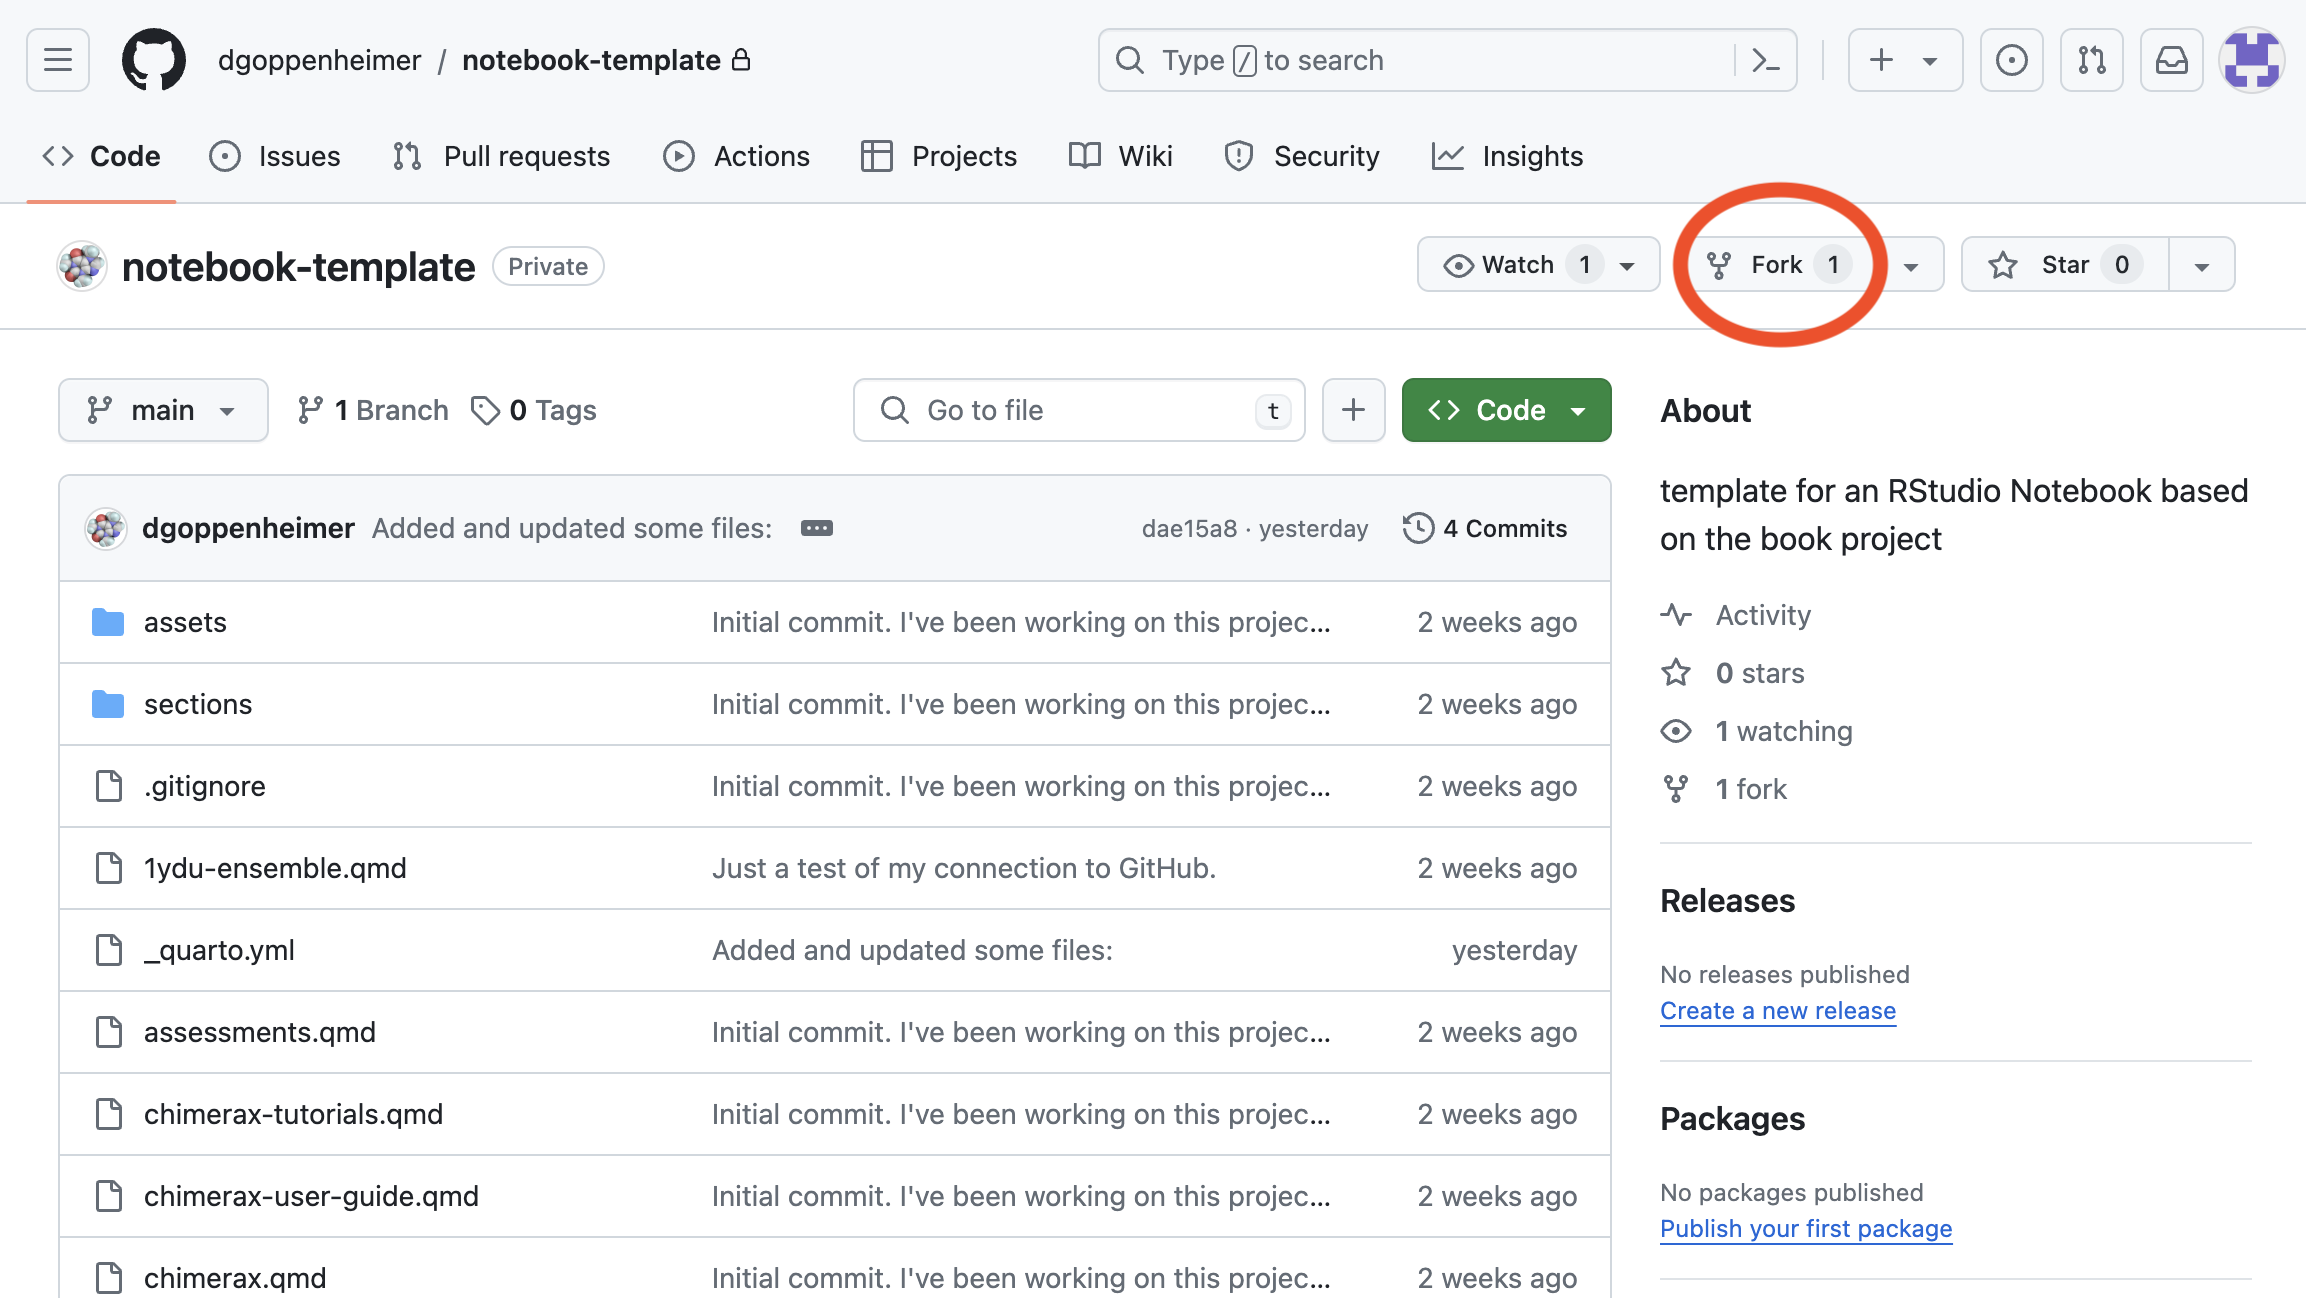 dgoppenheimer / notebook-template
Type / to search
Code Issues Pull requests Actions Projects Wiki Security Insights
notebook-template Private
Watch 1 Fork 1 Star 0
main 1 Branch 0 Tags
Go to file t
Code
dgoppenheimer Added and updated some files:
dae15a8 · yesterday 4 Commits
assets Initial commit. I've been working on this projec... 2 weeks ago
sections Initial commit. I've been working on this projec... 2 weeks ago
.gitignore Initial commit. I've been working on this projec... 2 weeks ago
1ydu-ensemble.qmd Just a test of my connection to GitHub. 2 weeks ago
_quarto.yml Added and updated some files: yesterday
assessments.qmd Initial commit. I've been working on this projec... 2 weeks ago
chimerax-tutorials.qmd Initial commit. I've been working on this projec... 2 weeks ago
chimerax-user-guide.qmd Initial commit. I've been working on this projec... 2 weeks ago
chimerax.qmd Initial commit. I've been working on this projec... 2 weeks ago
About
template for an RStudio Notebook based
on the book project
Activity
0 stars
1 watching
1 fork
Releases
No releases published
Create a new release
Packages
No packages published
Publish your first package